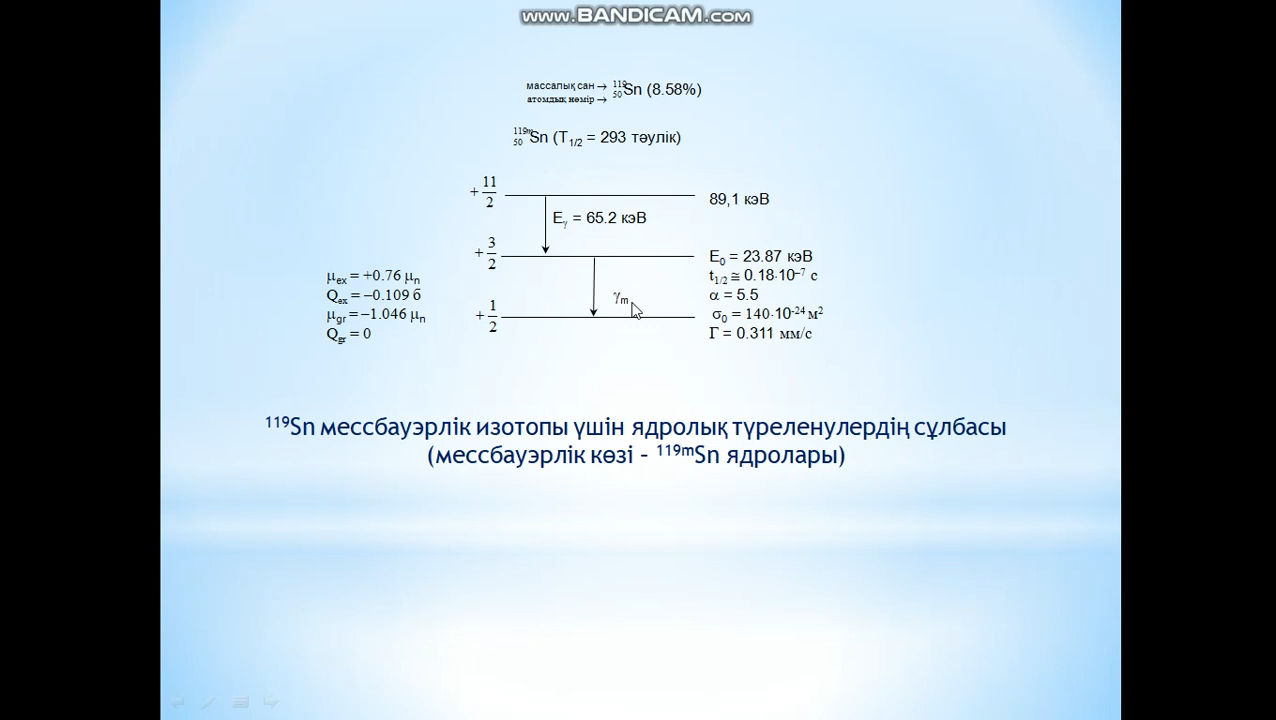 www.BANDICAM.com
массалық сан → ¹¹⁹₅₀Sn (8.58%)
атомдық нөмір →
¹¹⁹ᵐ₅₀Sn (T₁/₂ = 293 тәулік)
+ 11/2
89,1 кэВ
Eᵧ = 65.2 кэВ
+ 3/2
E₀ = 23.87 кэВ
t₁/₂ ≅ 0.18·10⁻⁷ с
α = 5.5
σ₀ = 140·10⁻²⁴ м²
Γ = 0.311 мм/с
μₑₓ = +0.76 μₙ
Qₑₓ = –0.109 б
μgr = –1.046 μₙ
Qgr = 0
γₘ
+ 1/2
¹¹⁹Sn мессбауэрлік изотопы үшін ядролық түреленулердің сұлбасы
(мессбауэрлік көзі – ¹¹⁹ᵐSn ядролары)